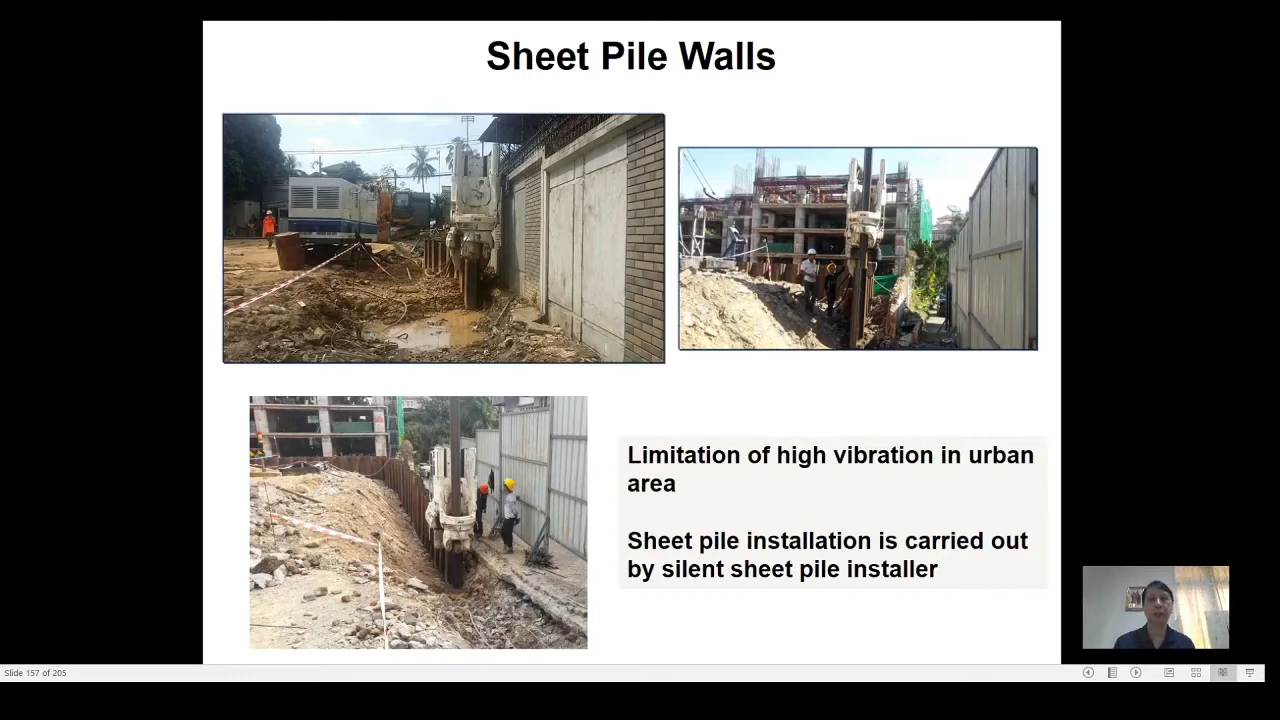 Sheet Pile Walls
Limitation of high vibration in urban
area
Sheet pile installation is carried out
by silent sheet pile installer
Slide 157 of 205